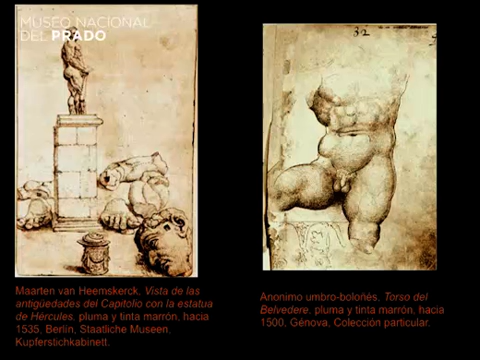 MUSEO NACIONAL
DEL PRADO
32
Maarten van Heemskerck. Vista de las
antigüedades del Capitolio con la estatua
de Hércules, pluma y tinta marrón, hacia
1535, Berlín, Staatliche Museen,
Kupferstichkabinett.
Anonimo umbro-boloñés, Torso del
Belvedere, pluma y tinta marrón, hacia
1500, Génova, Colección particular.